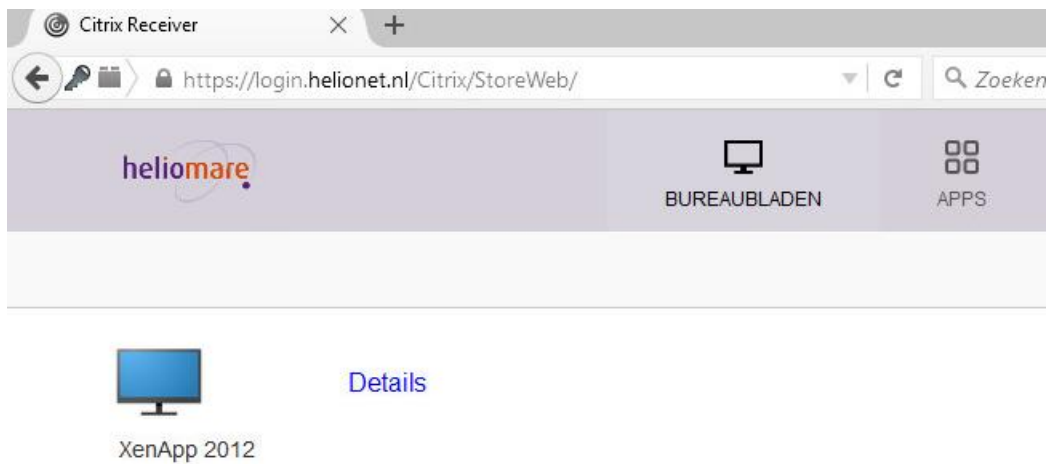 Citrix Receiver
https://login.helionet.nl/Citrix/StoreWeb/
Zoeken
heliomare
BUREAUBLADEN
APPS
Details
XenApp 2012